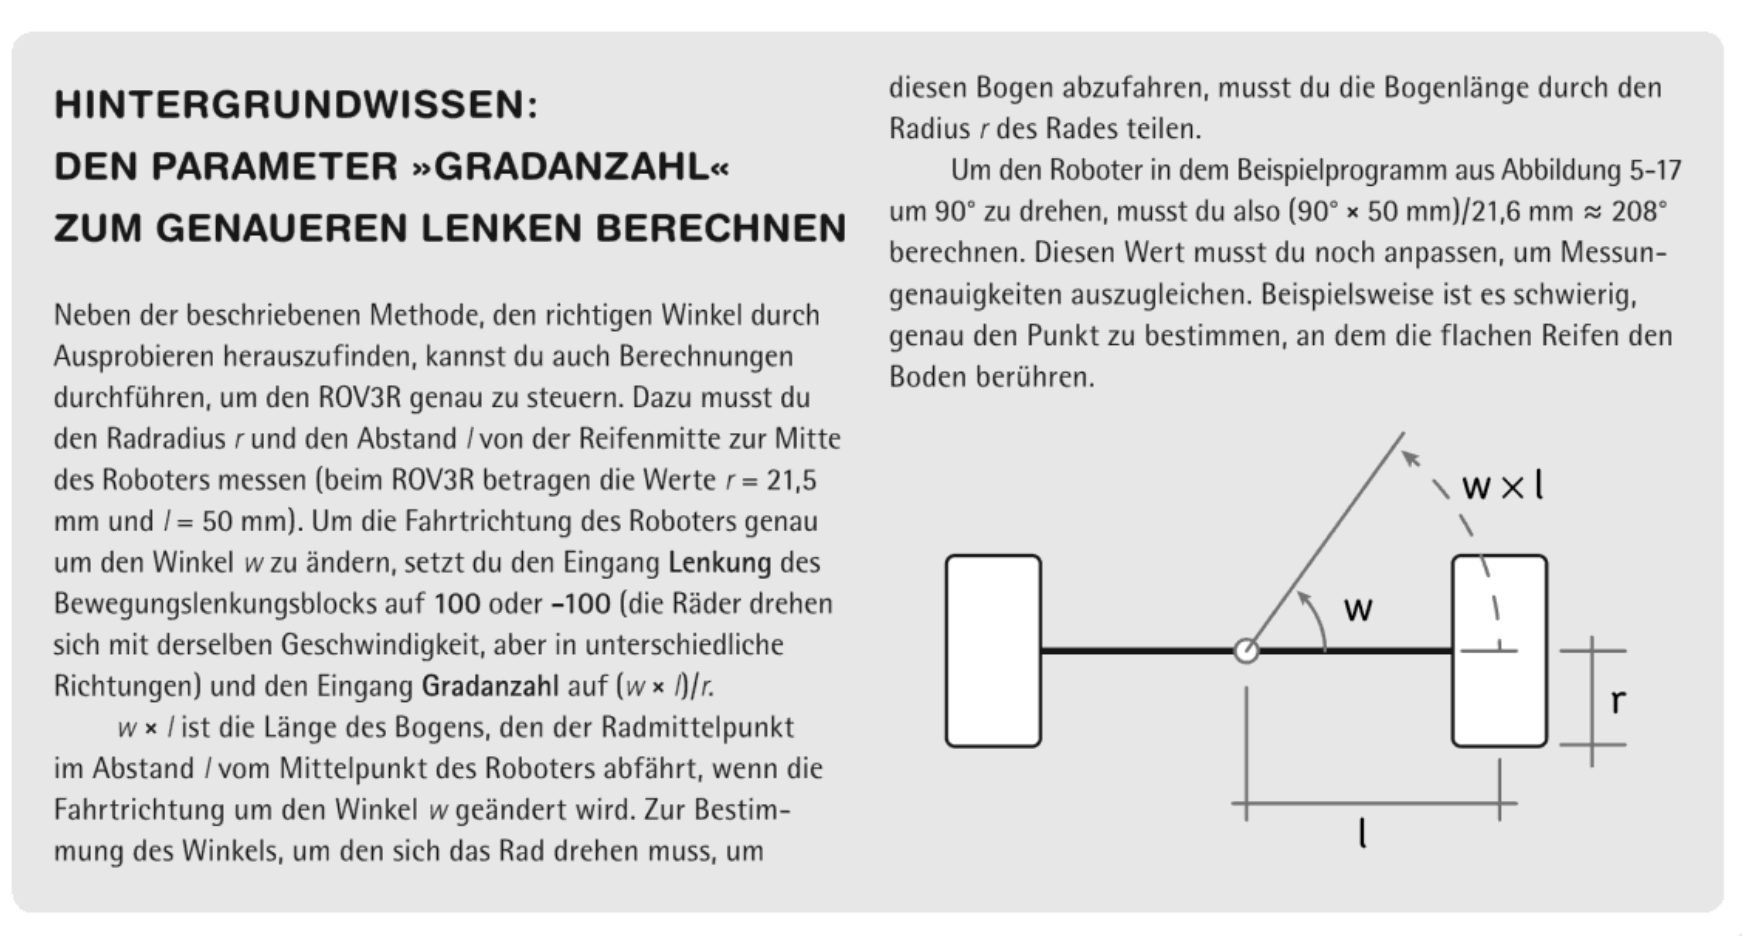 HINTERGRUNDWISSEN:
DEN PARAMETER »GRADANZAHL«
ZUM GENAUEREN LENKEN BERECHNEN
Neben der beschriebenen Methode, den richtigen Winkel durch
Ausprobieren herauszufinden, kannst du auch Berechnungen
durchführen, um den ROV3R genau zu steuern. Dazu musst du
den Radradius r und den Abstand l von der Reifenmitte zur Mitte
des Roboters messen (beim ROV3R betragen die Werte r = 21,5
mm und l = 50 mm). Um die Fahrtrichtung des Roboters genau
um den Winkel w zu ändern, setzt du den Eingang Lenkung des
Bewegungslenkungsblocks auf 100 oder –100 (die Räder drehen
sich mit derselben Geschwindigkeit, aber in unterschiedliche
Richtungen) und den Eingang Gradanzahl auf (w × l)/r.
w × l ist die Länge des Bogens, den der Radmittelpunkt
im Abstand l vom Mittelpunkt des Roboters abfährt, wenn die
Fahrtrichtung um den Winkel w geändert wird. Zur Bestim-
mung des Winkels, um den sich das Rad drehen muss, um
diesen Bogen abzufahren, musst du die Bogenlänge durch den
Radius r des Rades teilen.
Um den Roboter in dem Beispielprogramm aus Abbildung 5-17
um 90° zu drehen, musst du also (90° × 50 mm)/21,6 mm ≈ 208°
berechnen. Diesen Wert musst du noch anpassen, um Messun-
genauigkeiten auszugleichen. Beispielsweise ist es schwierig,
genau den Punkt zu bestimmen, an dem die flachen Reifen den
Boden berühren.
w × l
w
r
l